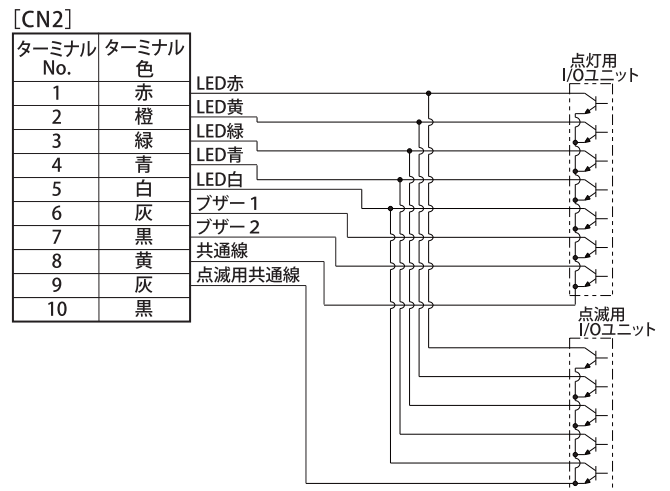 [CN2]
ターミナル No. ターミナル 色
1 赤
2 橙
3 緑
4 青
5 白
6 灰
7 黒
8 黄
9 灰
10 黒
LED赤
LED黄
LED緑
LED青
LED白
ブザー 1
ブザー 2
共通線
点滅用共通線
点灯用
I/Oユニット
点滅用
I/Oユニット